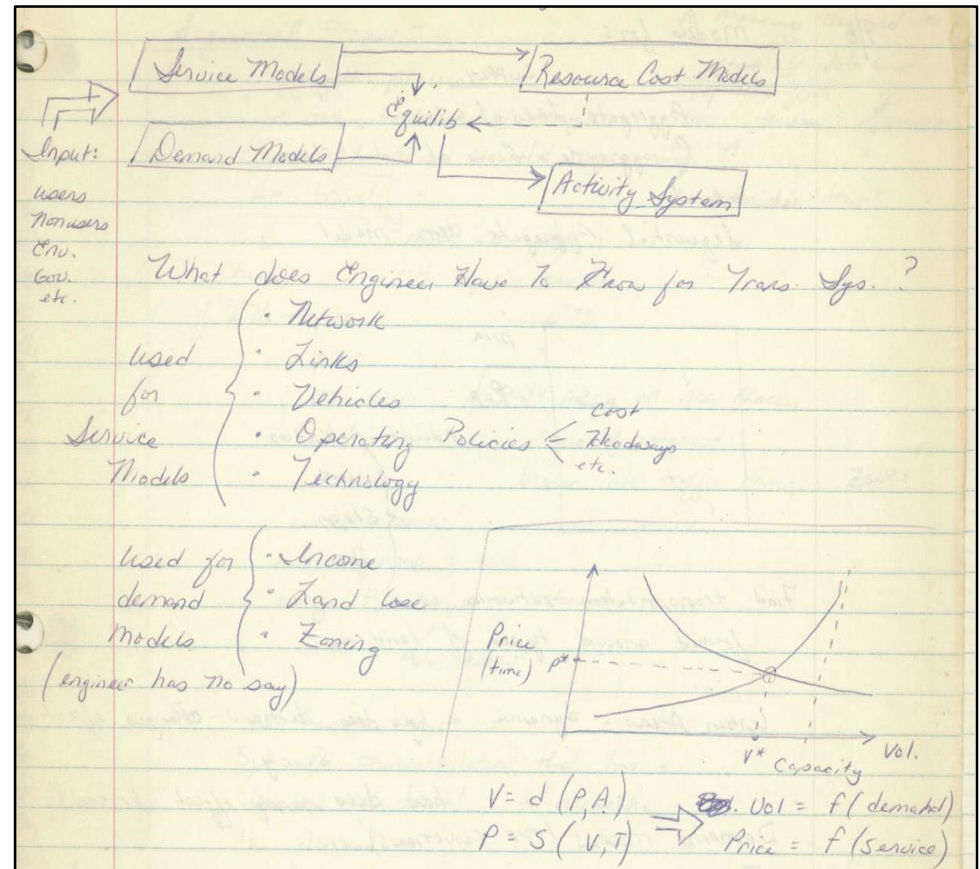 Service Models
Resource Cost Models
Equilib.
Input:
Demand Models
Activity System
users
Nonusers
Env.
Gov.
etc.
What does Engineer Have To Know for Trans. Sys. ?
used for Service Models
• Network
• Links
• Vehicles
• Operating Policies < cost
Headways
etc.
• Technology
used for demand models
• Income
• Land Use
• Zoning
(engineer has no say)
Price
(time)
P*
V*
Capacity
Vol.
V = d (P, A)
P = S (V, T)
Vol = f (demand)
Price = f (service)